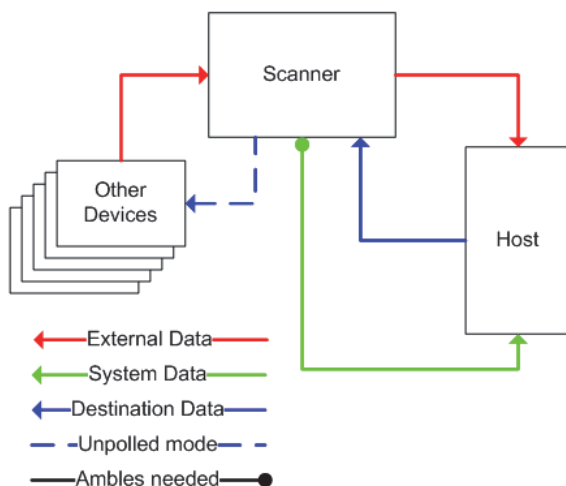 Scanner
Other
Devices
Host
External Data
System Data
Destination Data
Unpolled mode
Ambles needed